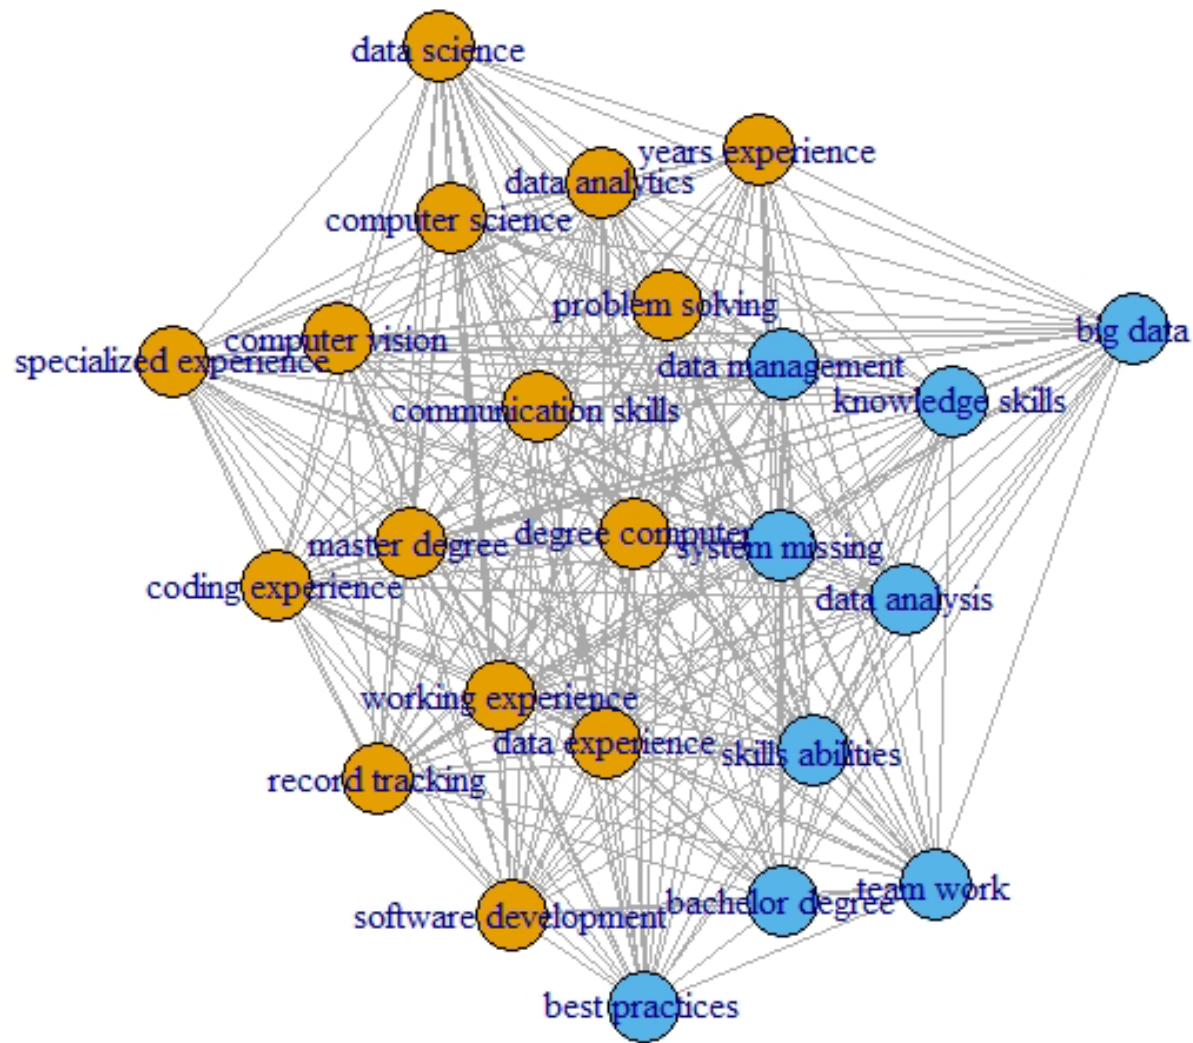 data science
years experience
data analytics
computer science
problem solving
big data
computer vision
specialized experience
data management
knowledge skills
communication skills
degree computer
master degree
system missing
coding experience
data analysis
working experience
data experience
skills abilities
record tracking
team work
bachelor degree
software development
best practices